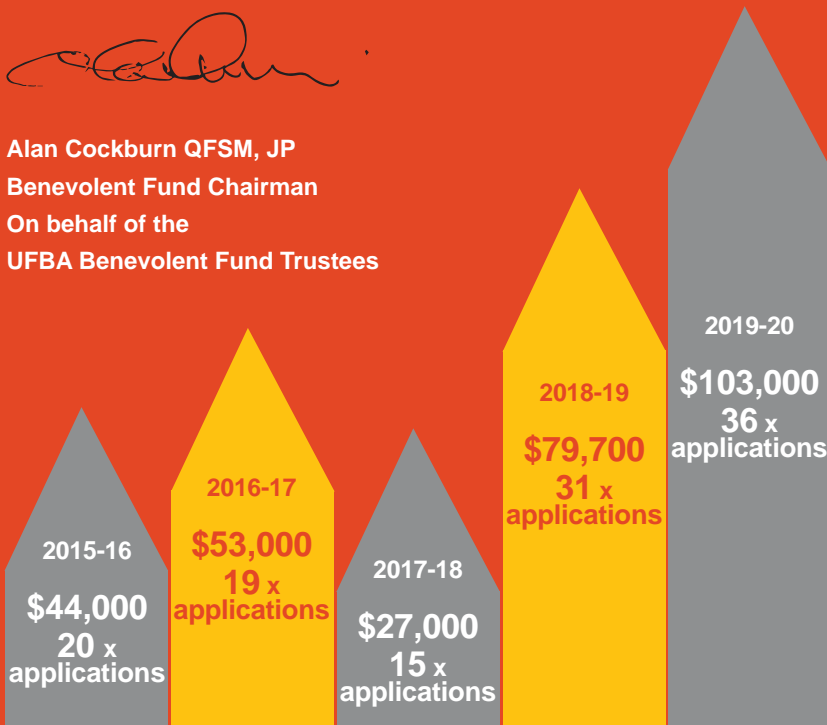 Alan Cockburn QFSM, JP
Benevolent Fund Chairman
On behalf of the
UFBA Benevolent Fund Trustees
2015-16
$44,000
20 x
applications
2016-17
$53,000
19 x
applications
2017-18
$27,000
15 x
applications
2018-19
$79,700
31 x
applications
2019-20
$103,000
36 x
applications